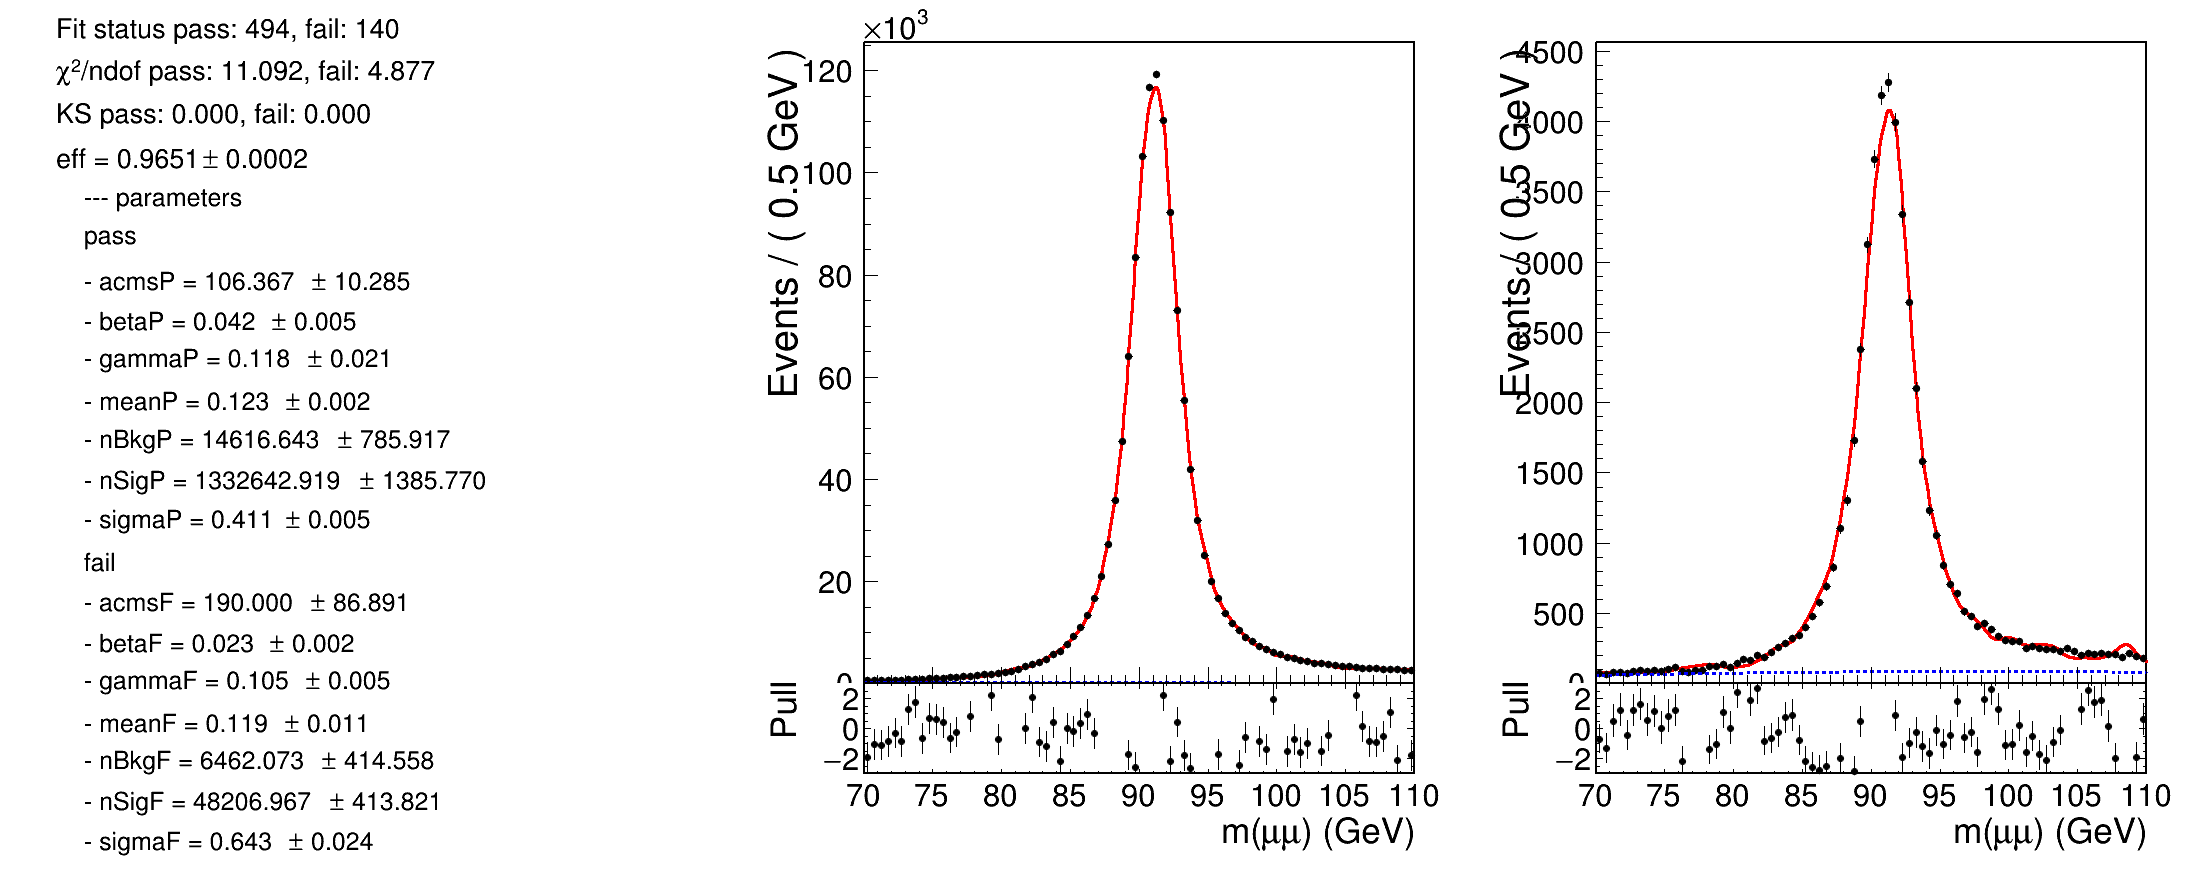 Fit status pass: 494, fail: 140
χ²/ndof pass: 11.092, fail: 4.877
KS pass: 0.000, fail: 0.000
eff = 0.9651 ± 0.0002
--- parameters
pass
- acmsP = 106.367 ± 10.285
- betaP = 0.042 ± 0.005
- gammaP = 0.118 ± 0.021
- meanP = 0.123 ± 0.002
- nBkgP = 14616.643 ± 785.917
- nSigP = 1332642.919 ± 1385.770
- sigmaP = 0.411 ± 0.005
fail
- acmsF = 190.000 ± 86.891
- betaF = 0.023 ± 0.002
- gammaF = 0.105 ± 0.005
- meanF = 0.119 ± 0.011
- nBkgF = 6462.073 ± 414.558
- nSigF = 48206.967 ± 413.821
- sigmaF = 0.643 ± 0.024
×10³
Events / ( 0.5 GeV )
120
100
80
60
40
20
0
Pull
2
0
−2
70 75 80 85 90 95 100 105 110
m(μμ) (GeV)
Events / ( 0.5 GeV )
4500
4000
3500
3000
2500
2000
1500
1000
500
0
Pull
2
0
−2
70 75 80 85 90 95 100 105 110
m(μμ) (GeV)